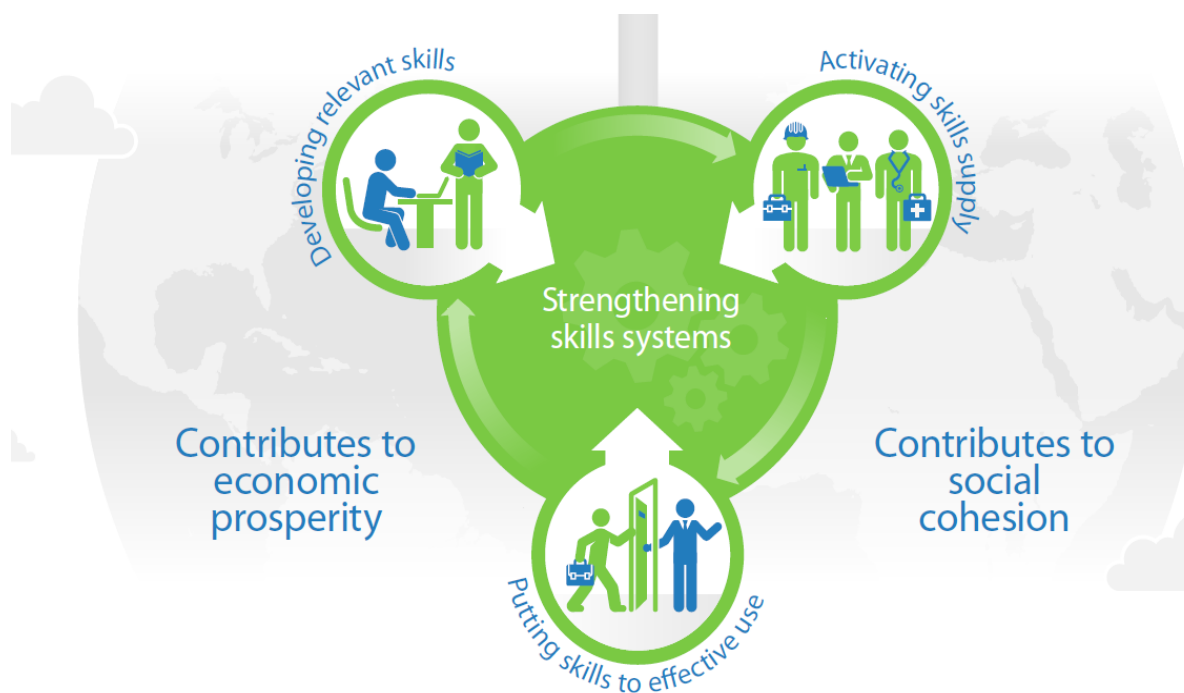 Developing relevant skills
Activating skills supply
Strengthening
skills systems
Contributes to
economic
prosperity
Contributes to
social
cohesion
Putting skills to effective use